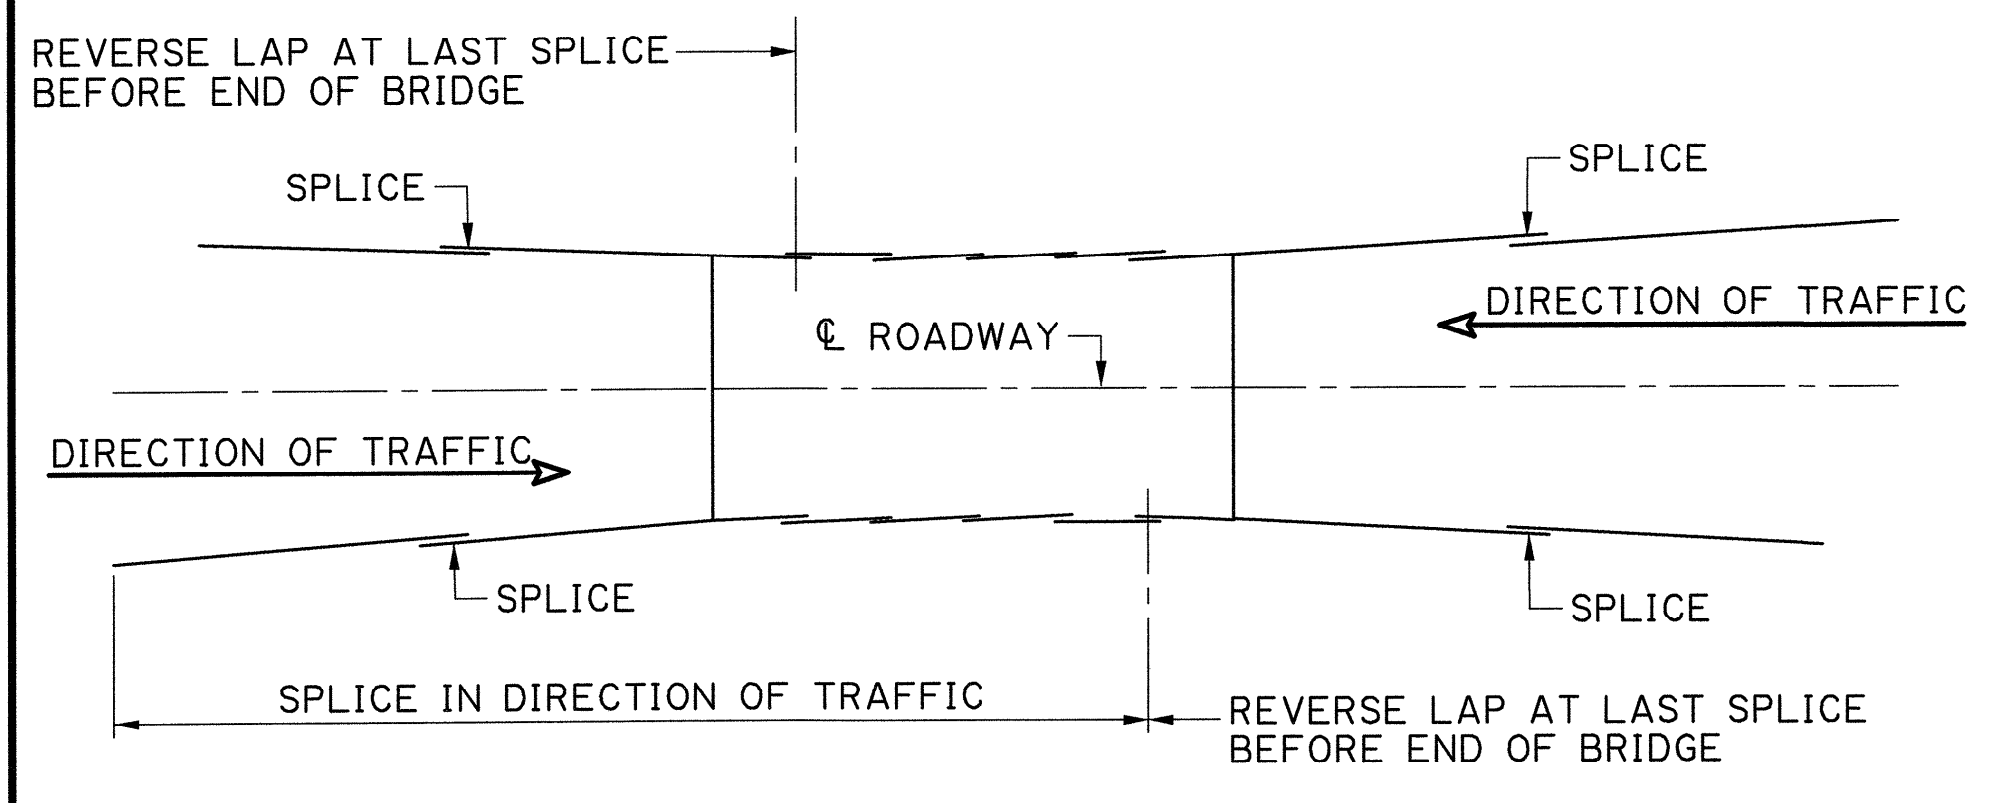 REVERSE LAP AT LAST SPLICE
BEFORE END OF BRIDGE
SPLICE
SPLICE
DIRECTION OF TRAFFIC
℄ ROADWAY
DIRECTION OF TRAFFIC
SPLICE
SPLICE
SPLICE IN DIRECTION OF TRAFFIC
REVERSE LAP AT LAST SPLICE
BEFORE END OF BRIDGE